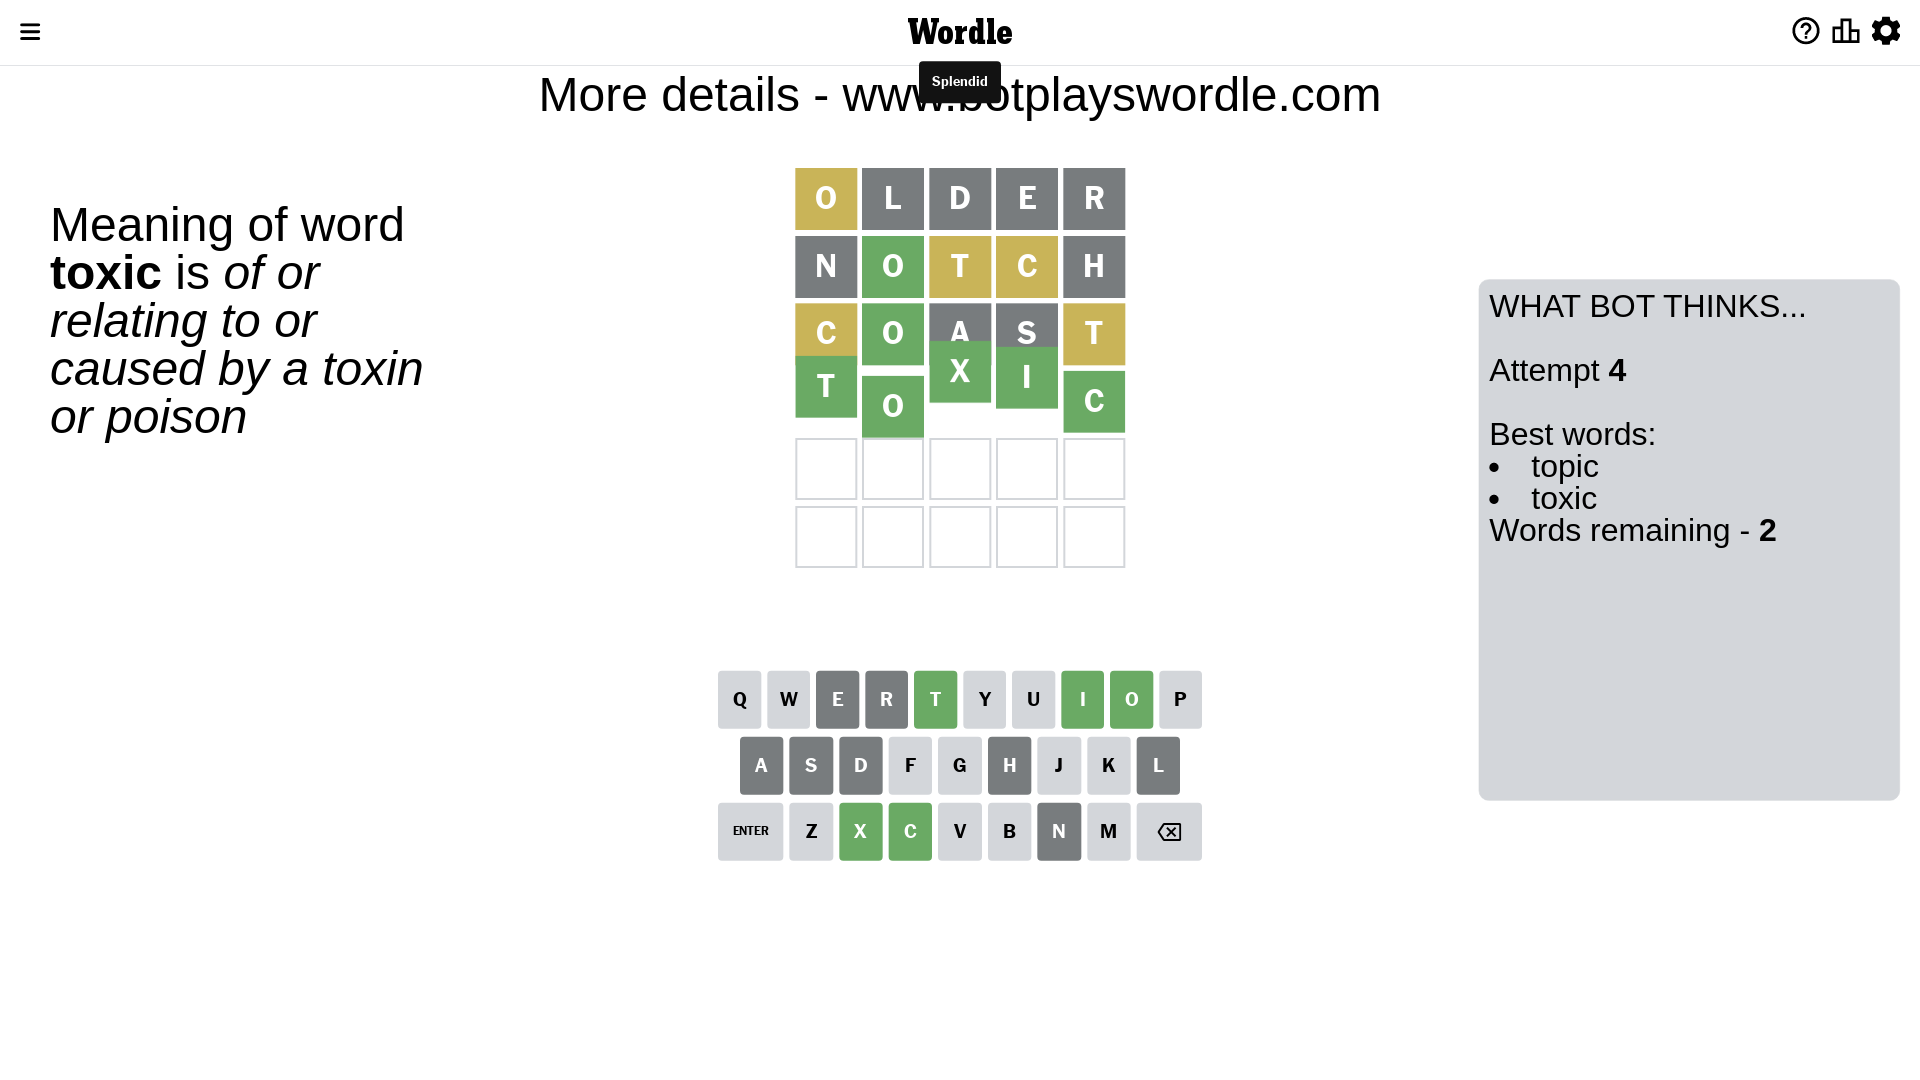 Wordle
Splendid
More details - www.botplayswordle.com
Meaning of word
toxic is of or
relating to or
caused by a toxin
or poison
O L D E R
N O T C H
C O A S T
T O X I C
WHAT BOT THINKS...
Attempt 4
Best words:
• topic
• toxic
Words remaining - 2
Q W E R T Y U I O P
A S D F G H J K L
ENTER Z X C V B N M